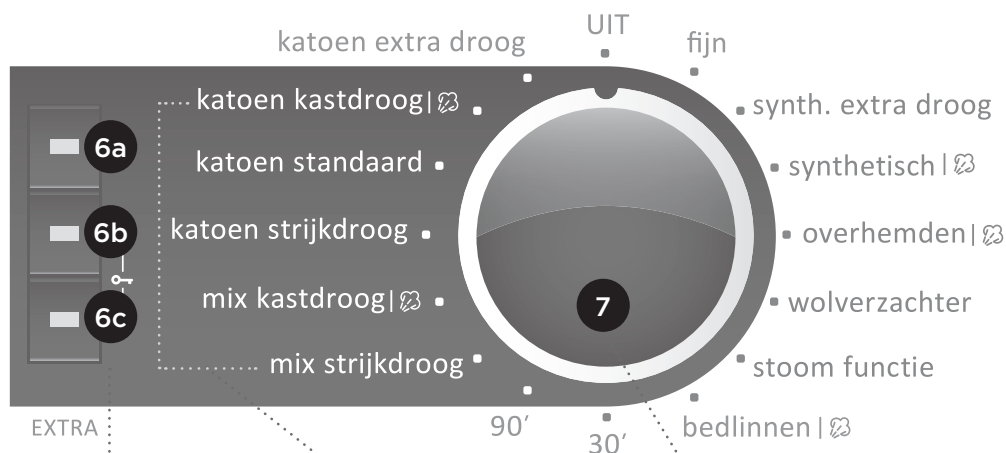 UIT
katoen extra droog
fijn
katoen kastdroog|
synth. extra droog
6a
katoen standaard
synthetisch |
6b
katoen strijkdroog
overhemden|
mix kastdroog|
wolverzachter
6c
7
mix strijkdroog
stoom functie
EXTRA
90′
bedlinnen |
30′